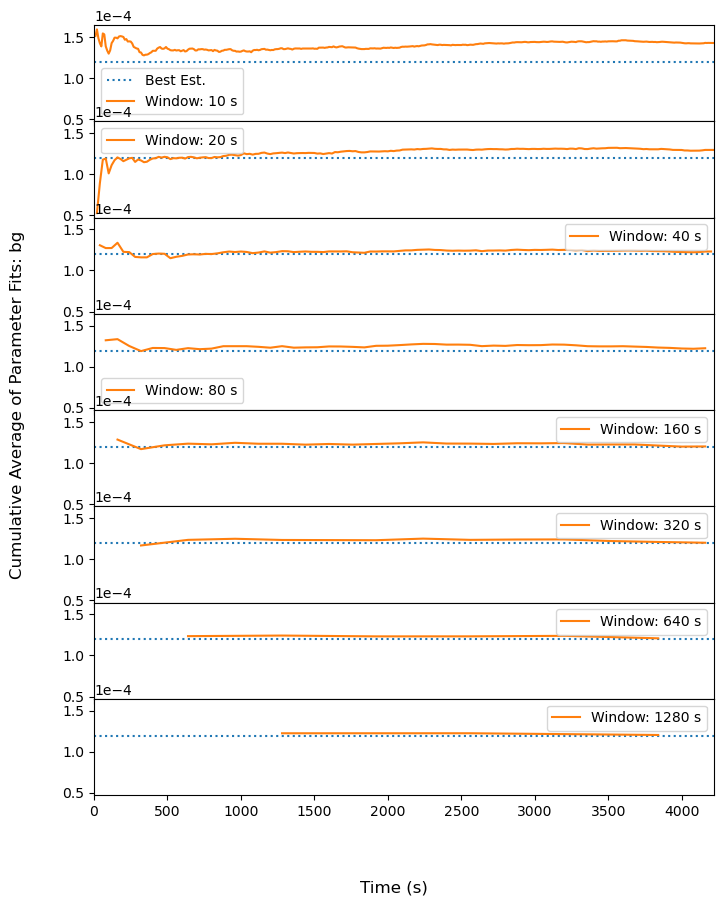 1e−4
1.5
1.0
0.5
Best Est.
Window: 10 s
1e−4
1.5
1.0
0.5
Window: 20 s
1e−4
1.5
1.0
0.5
Window: 40 s
1e−4
1.5
1.0
0.5
Window: 80 s
1e−4
1.5
1.0
0.5
Window: 160 s
1e−4
1.5
1.0
0.5
Window: 320 s
1e−4
1.5
1.0
0.5
Window: 640 s
1e−4
1.5
1.0
0.5
Window: 1280 s
0 500 1000 1500 2000 2500 3000 3500 4000
Time (s)
Cumulative Average of Parameter Fits: bg